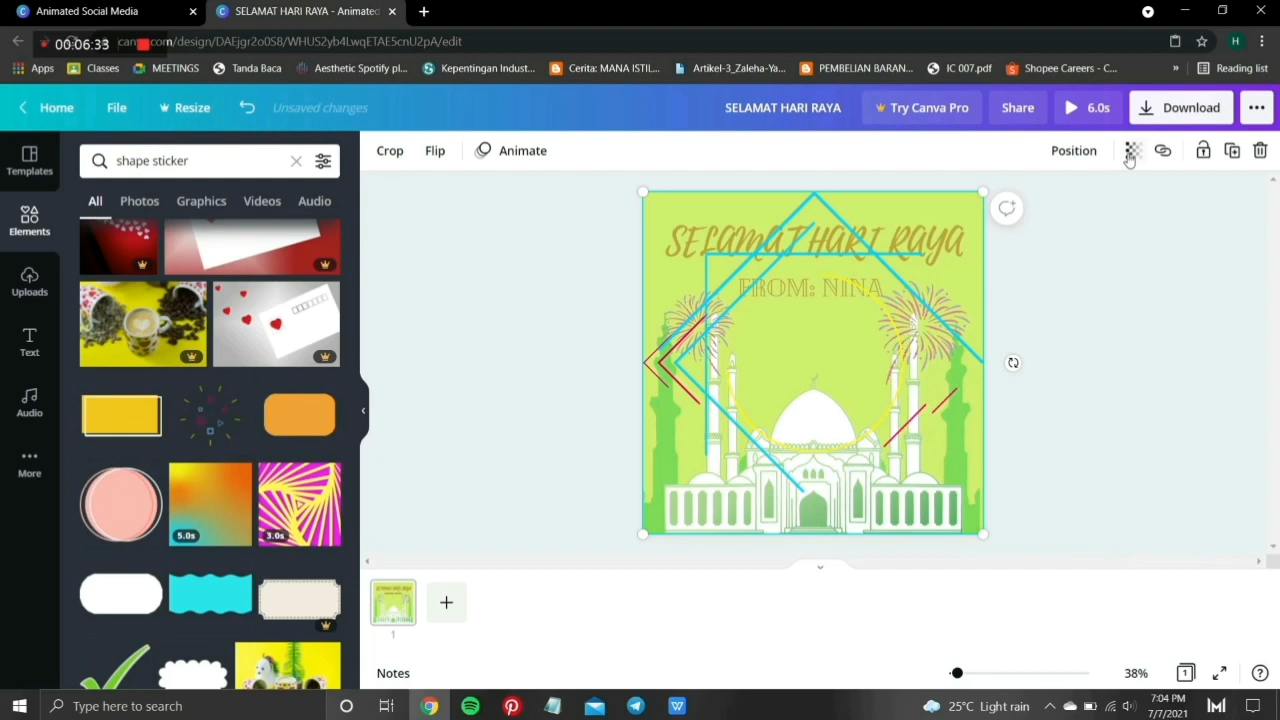 Animated Social Media
SELAMAT HARI RAYA - Animated
00:06:33
com/design/DAEjgr2o0S8/WHUS2yb4LwqETAE5cnU2pA/edit
Apps
Classes
MEETINGS
Tanda Baca
Aesthetic Spotify pl...
Kepentingan Indust...
Cerita: MANA ISTIL...
Artikel-3_Zaleha-Ya...
PEMBELIAN BARAN...
IC 007.pdf
Shopee Careers - C...
»
Reading list
Home
File
Resize
Unsaved changes
SELAMAT HARI RAYA
Try Canva Pro
Share
6.0s
Download
Templates
Elements
Uploads
Text
Audio
More
shape sticker
All
Photos
Graphics
Videos
Audio
5.0s
3.0s
Crop
Flip
Animate
Position
SELAMAT HARI RAYA
FROM: NINA
1
Notes
38%
1
Type here to search
25°C Light rain
7:04 PM
7/7/2021